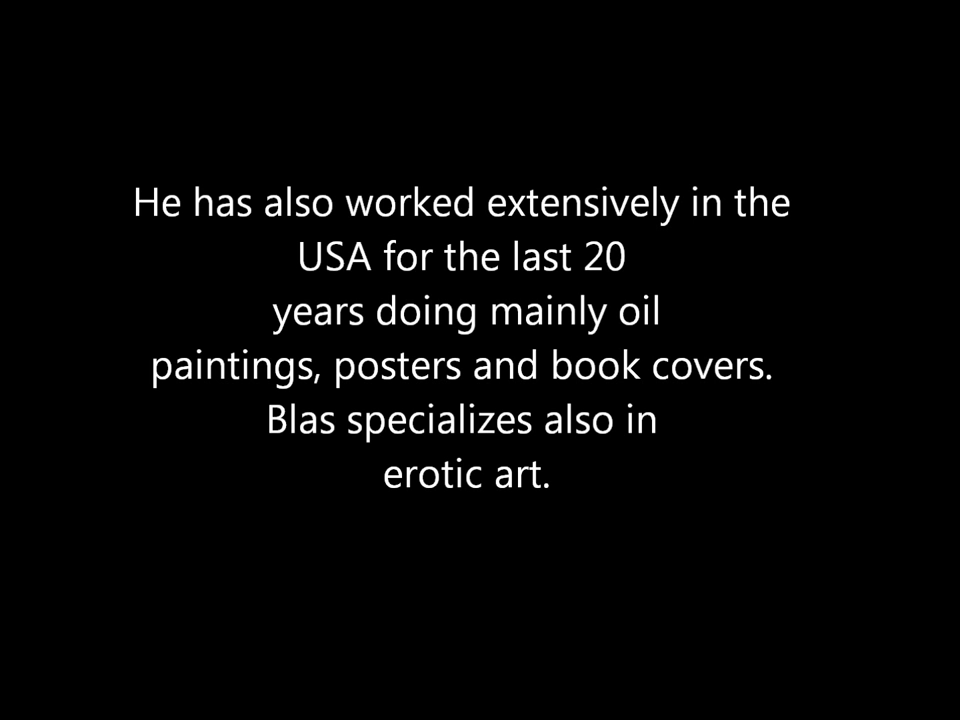 He has also worked extensively in the
USA for the last 20
years doing mainly oil
paintings, posters and book covers.
Blas specializes also in
erotic art.